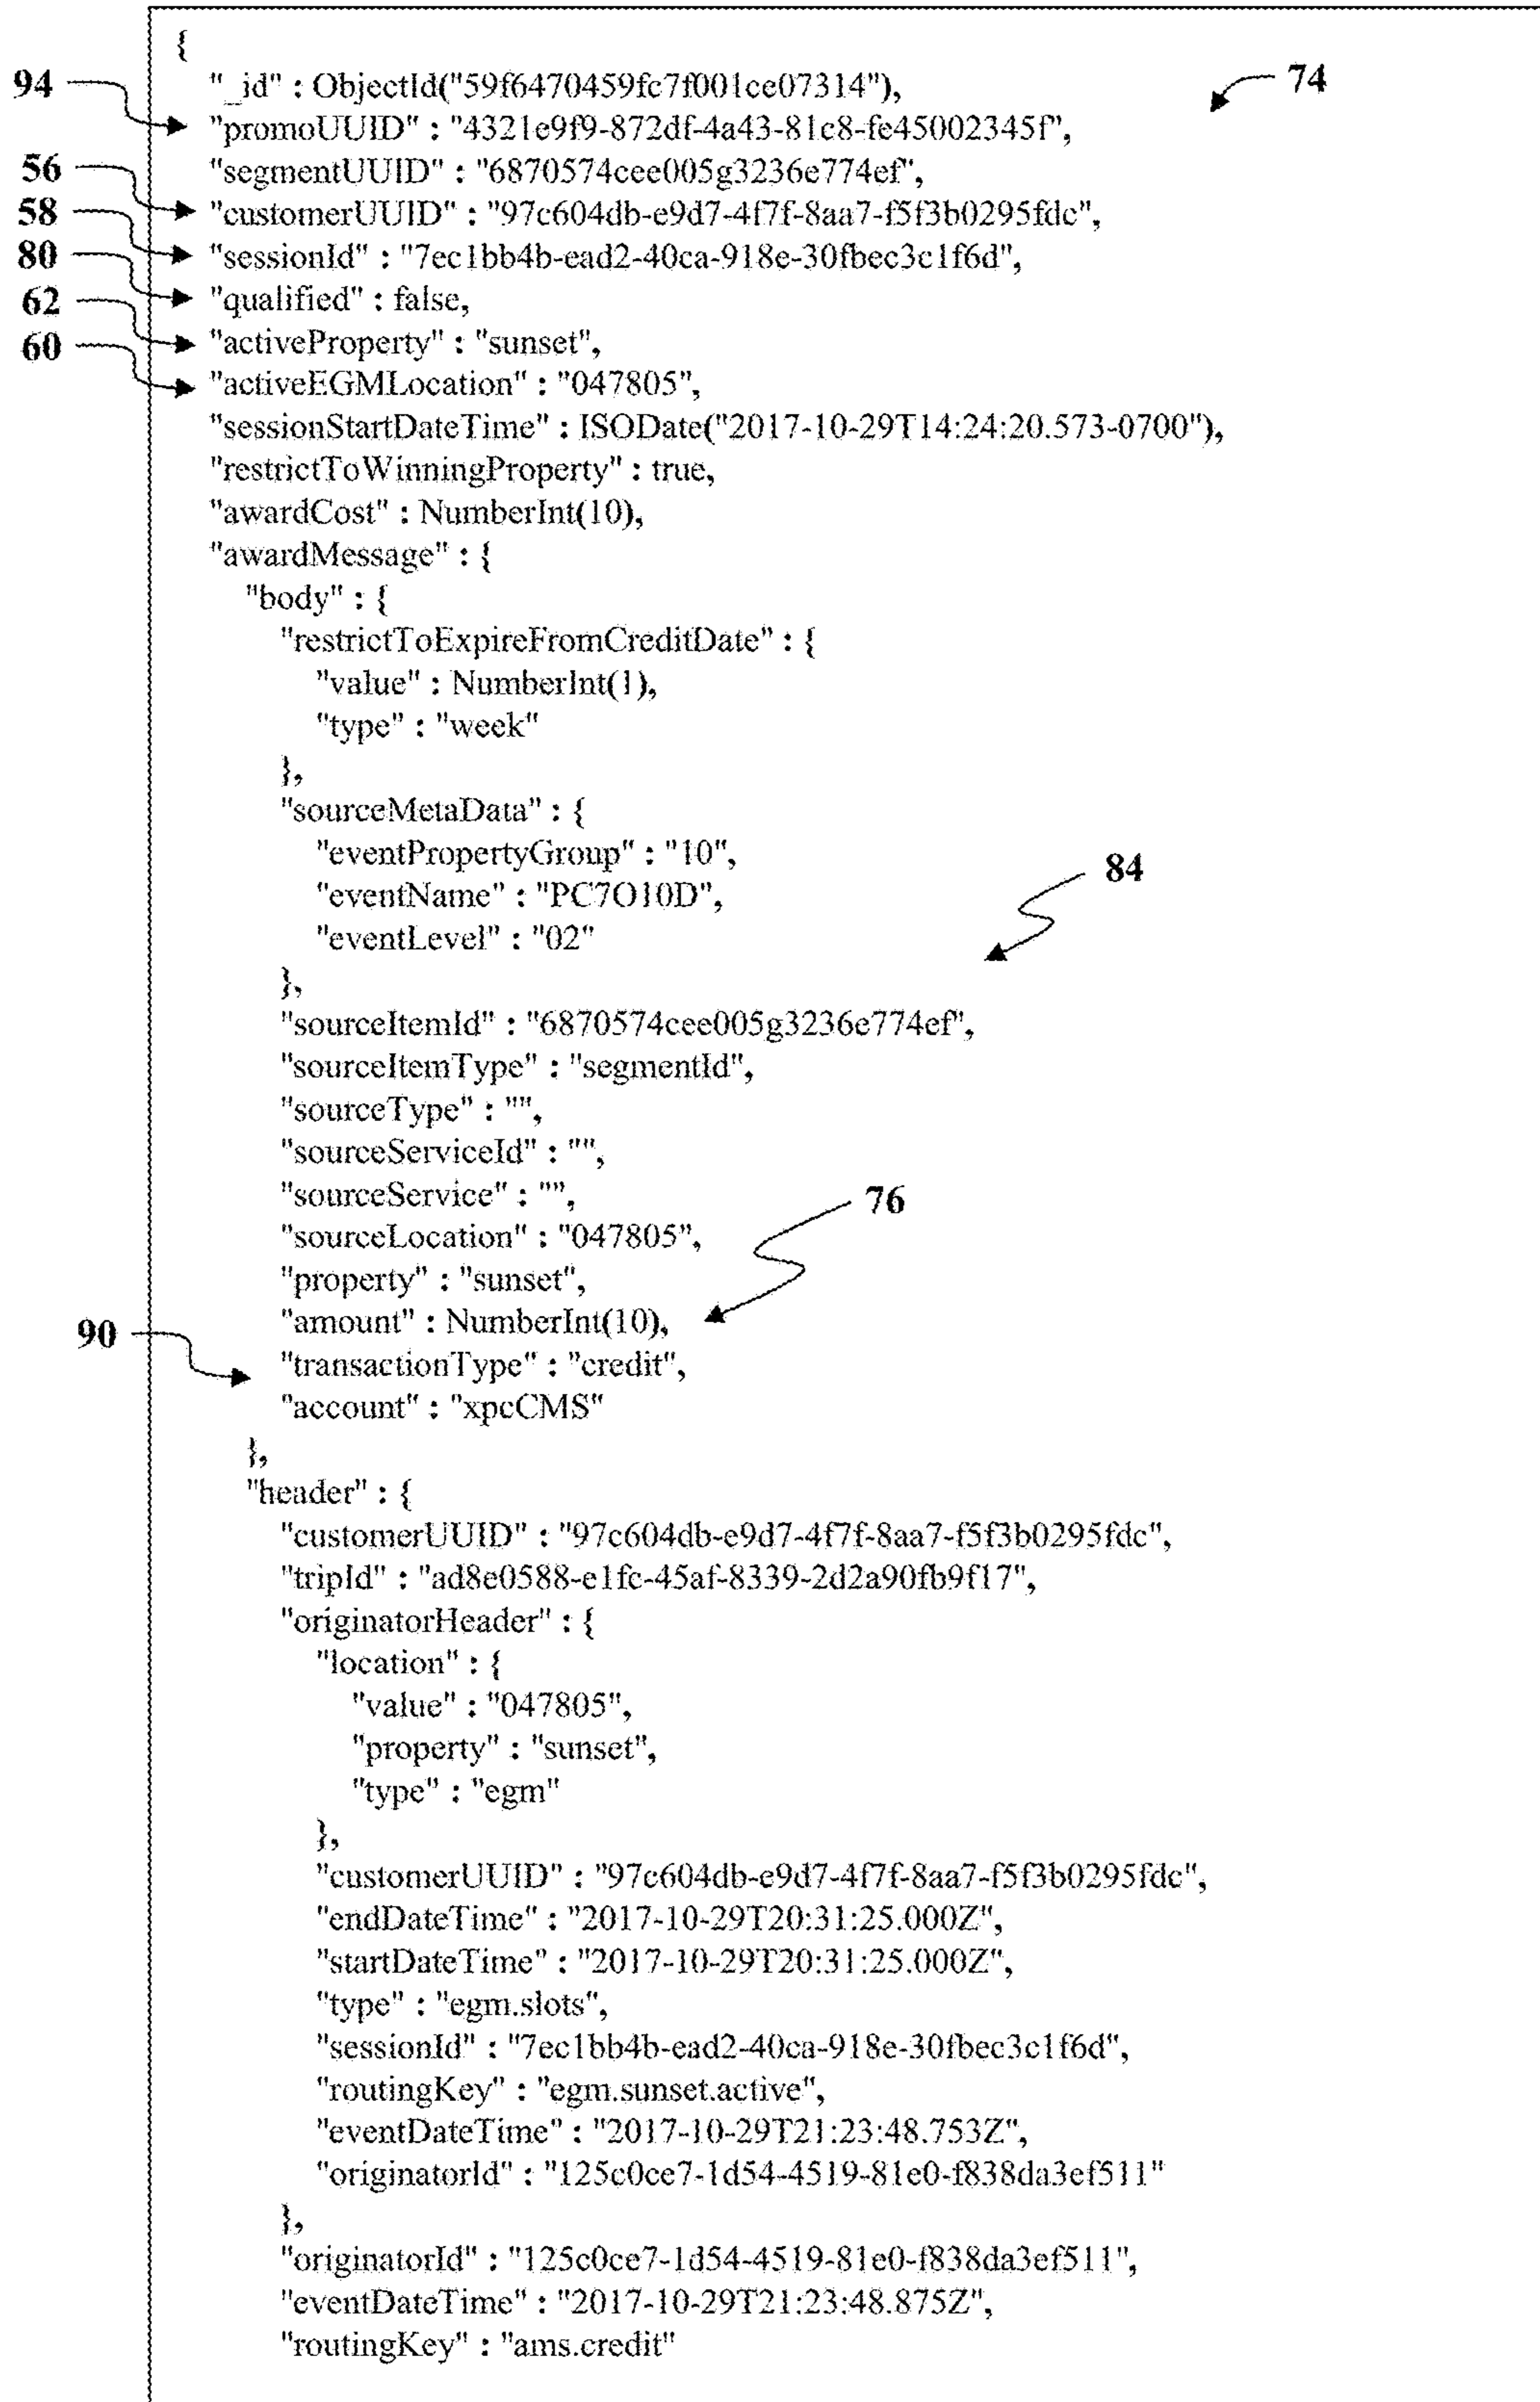 {
94 "_id" : ObjectId("59f6470459fc7f001ce07314"), 74
"promoUUID" : "4321e9f9-872df-4a43-81c8-fe45002345f",
56 "segmentUUID" : "6870574cee005g3236e774ef",
58 "customerUUID" : "97c604db-e9d7-4f7f-8aa7-f5f3b0295fdc",
80 "sessionId" : "7ec1bb4b-ead2-40ca-918e-30fbec3c1f6d",
62 "qualified" : false,
60 "activeProperty" : "sunset",
"activeEGMLocation" : "047805",
"sessionStartDateTime" : ISODate("2017-10-29T14:24:20.573-0700"),
"restrictToWinningProperty" : true,
"awardCost" : NumberInt(10),
"awardMessage" : {
"body" : {
"restrictToExpireFromCreditDate" : {
"value" : NumberInt(1),
"type" : "week"
},
"sourceMetaData" : {
"eventPropertyGroup" : "10",
84
"eventName" : "PC7O10D",
"eventLevel" : "02"
},
"sourceItemId" : "6870574cee005g3236e774ef",
"sourceItemType" : "segmentId",
"sourceType" : "",
"sourceServiceId" : "",
"sourceService" : "", 76
"sourceLocation" : "047805",
"property" : "sunset",
"amount" : NumberInt(10),
90
"transactionType" : "credit",
"account" : "xpcCMS"
},
"header" : {
"customerUUID" : "97c604db-e9d7-4f7f-8aa7-f5f3b0295fdc",
"tripId" : "ad8e0588-e1fc-45af-8339-2d2a90fb9f17",
"originatorHeader" : {
"location" : {
"value" : "047805",
"property" : "sunset",
"type" : "egm"
},
"customerUUID" : "97c604db-e9d7-4f7f-8aa7-f5f3b0295fdc",
"endDateTime" : "2017-10-29T20:31:25.000Z",
"startDateTime" : "2017-10-29T20:31:25.000Z",
"type" : "egm.slots",
"sessionId" : "7ec1bb4b-ead2-40ca-918e-30fbec3c1f6d",
"routingKey" : "egm.sunset.active",
"eventDateTime" : "2017-10-29T21:23:48.753Z",
"originatorId" : "125c0ce7-1d54-4519-81e0-f838da3ef511"
},
"originatorId" : "125c0ce7-1d54-4519-81e0-f838da3ef511",
"eventDateTime" : "2017-10-29T21:23:48.875Z",
"routingKey" : "ams.credit"